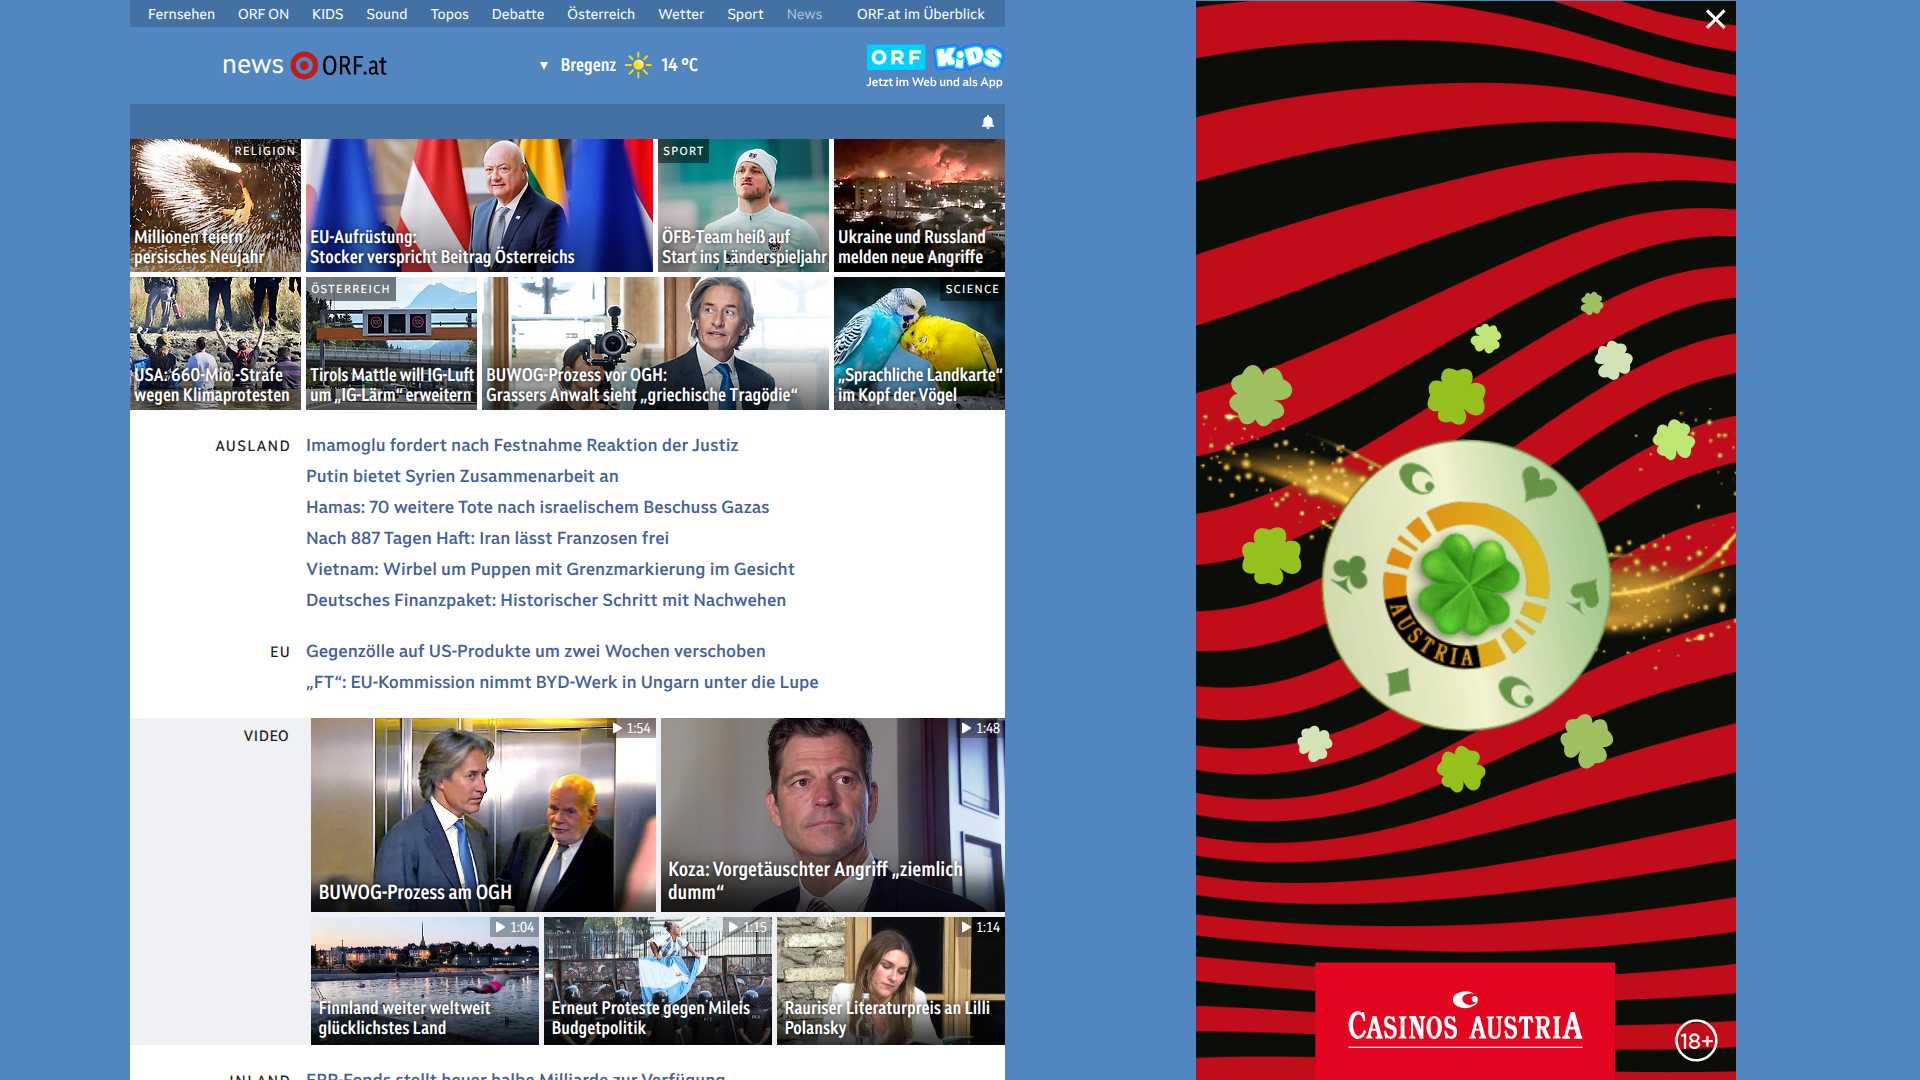 Fernsehen ORF ON KIDS Sound Topos Debatte Österreich Wetter Sport News ORF.at im Überblick
news ORF.at
▼ Bregenz 14 °C
ORF KiDS
Jetzt im Web und als App
RELIGION
Millionen feiern
persisches Neujahr
EU-Aufrüstung:
Stocker verspricht Beitrag Österreichs
SPORT
ÖFB-Team heiß auf
Start ins Länderspieljahr
Ukraine und Russland
melden neue Angriffe
USA: 660-Mio.-Strafe
wegen Klimaprotesten
ÖSTERREICH
Tirols Mattle will IG-Luft
um „IG-Lärm“ erweitern
BUWOG-Prozess vor OGH:
Grassers Anwalt sieht „griechische Tragödie“
SCIENCE
„Sprachliche Landkarte“
im Kopf der Vögel
AUSLAND
Imamoglu fordert nach Festnahme Reaktion der Justiz
Putin bietet Syrien Zusammenarbeit an
Hamas: 70 weitere Tote nach israelischem Beschuss Gazas
Nach 887 Tagen Haft: Iran lässt Franzosen frei
Vietnam: Wirbel um Puppen mit Grenzmarkierung im Gesicht
Deutsches Finanzpaket: Historischer Schritt mit Nachwehen
EU
Gegenzölle auf US-Produkte um zwei Wochen verschoben
„FT“: EU-Kommission nimmt BYD-Werk in Ungarn unter die Lupe
VIDEO
1:54
BUWOG-Prozess am OGH
1:48
Koza: Vorgetäuschter Angriff „ziemlich
dumm“
1:04
Finnland weiter weltweit
glücklichstes Land
1:15
Erneut Proteste gegen Mileis
Budgetpolitik
1:14
Rauriser Literaturpreis an Lilli
Polansky
INLAND
ERP-Fonds stellt heuer halbe Milliarde zur Verfügung
AUSTRIA
CASINOS AUSTRIA
18+